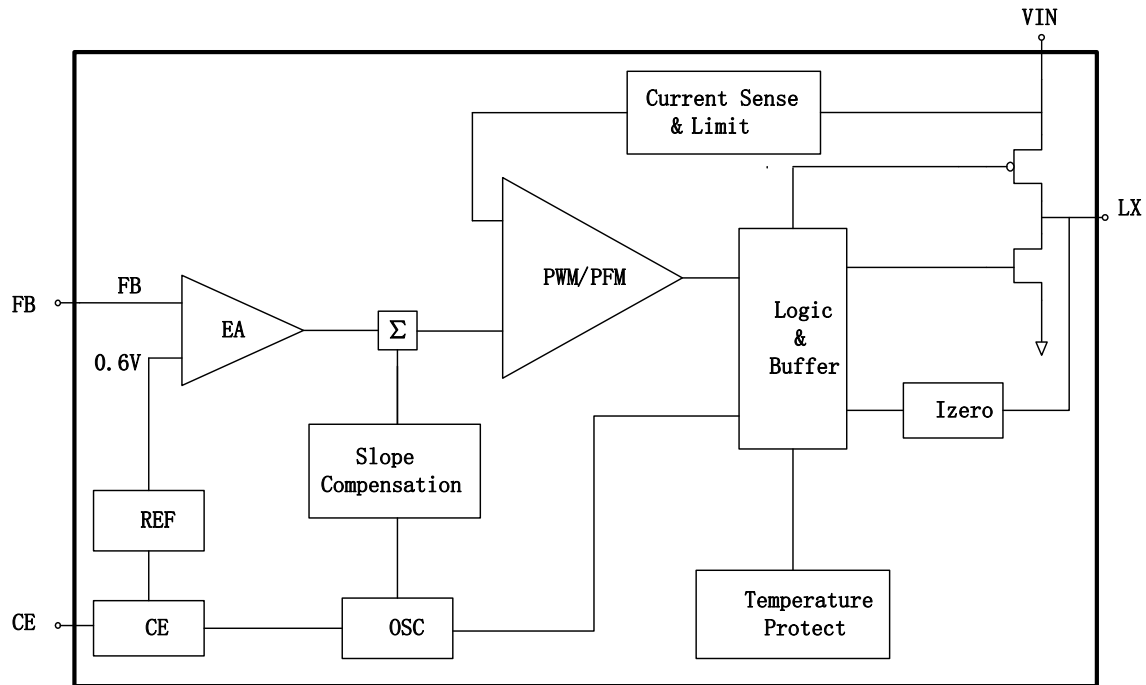 VIN
Current Sense
& Limit
LX
PWM/PFM
FB
FB
EA
Σ
Logic
&
Buffer
0.6V
Izero
Slope
Compensation
REF
CE
CE
OSC
Temperature
Protect